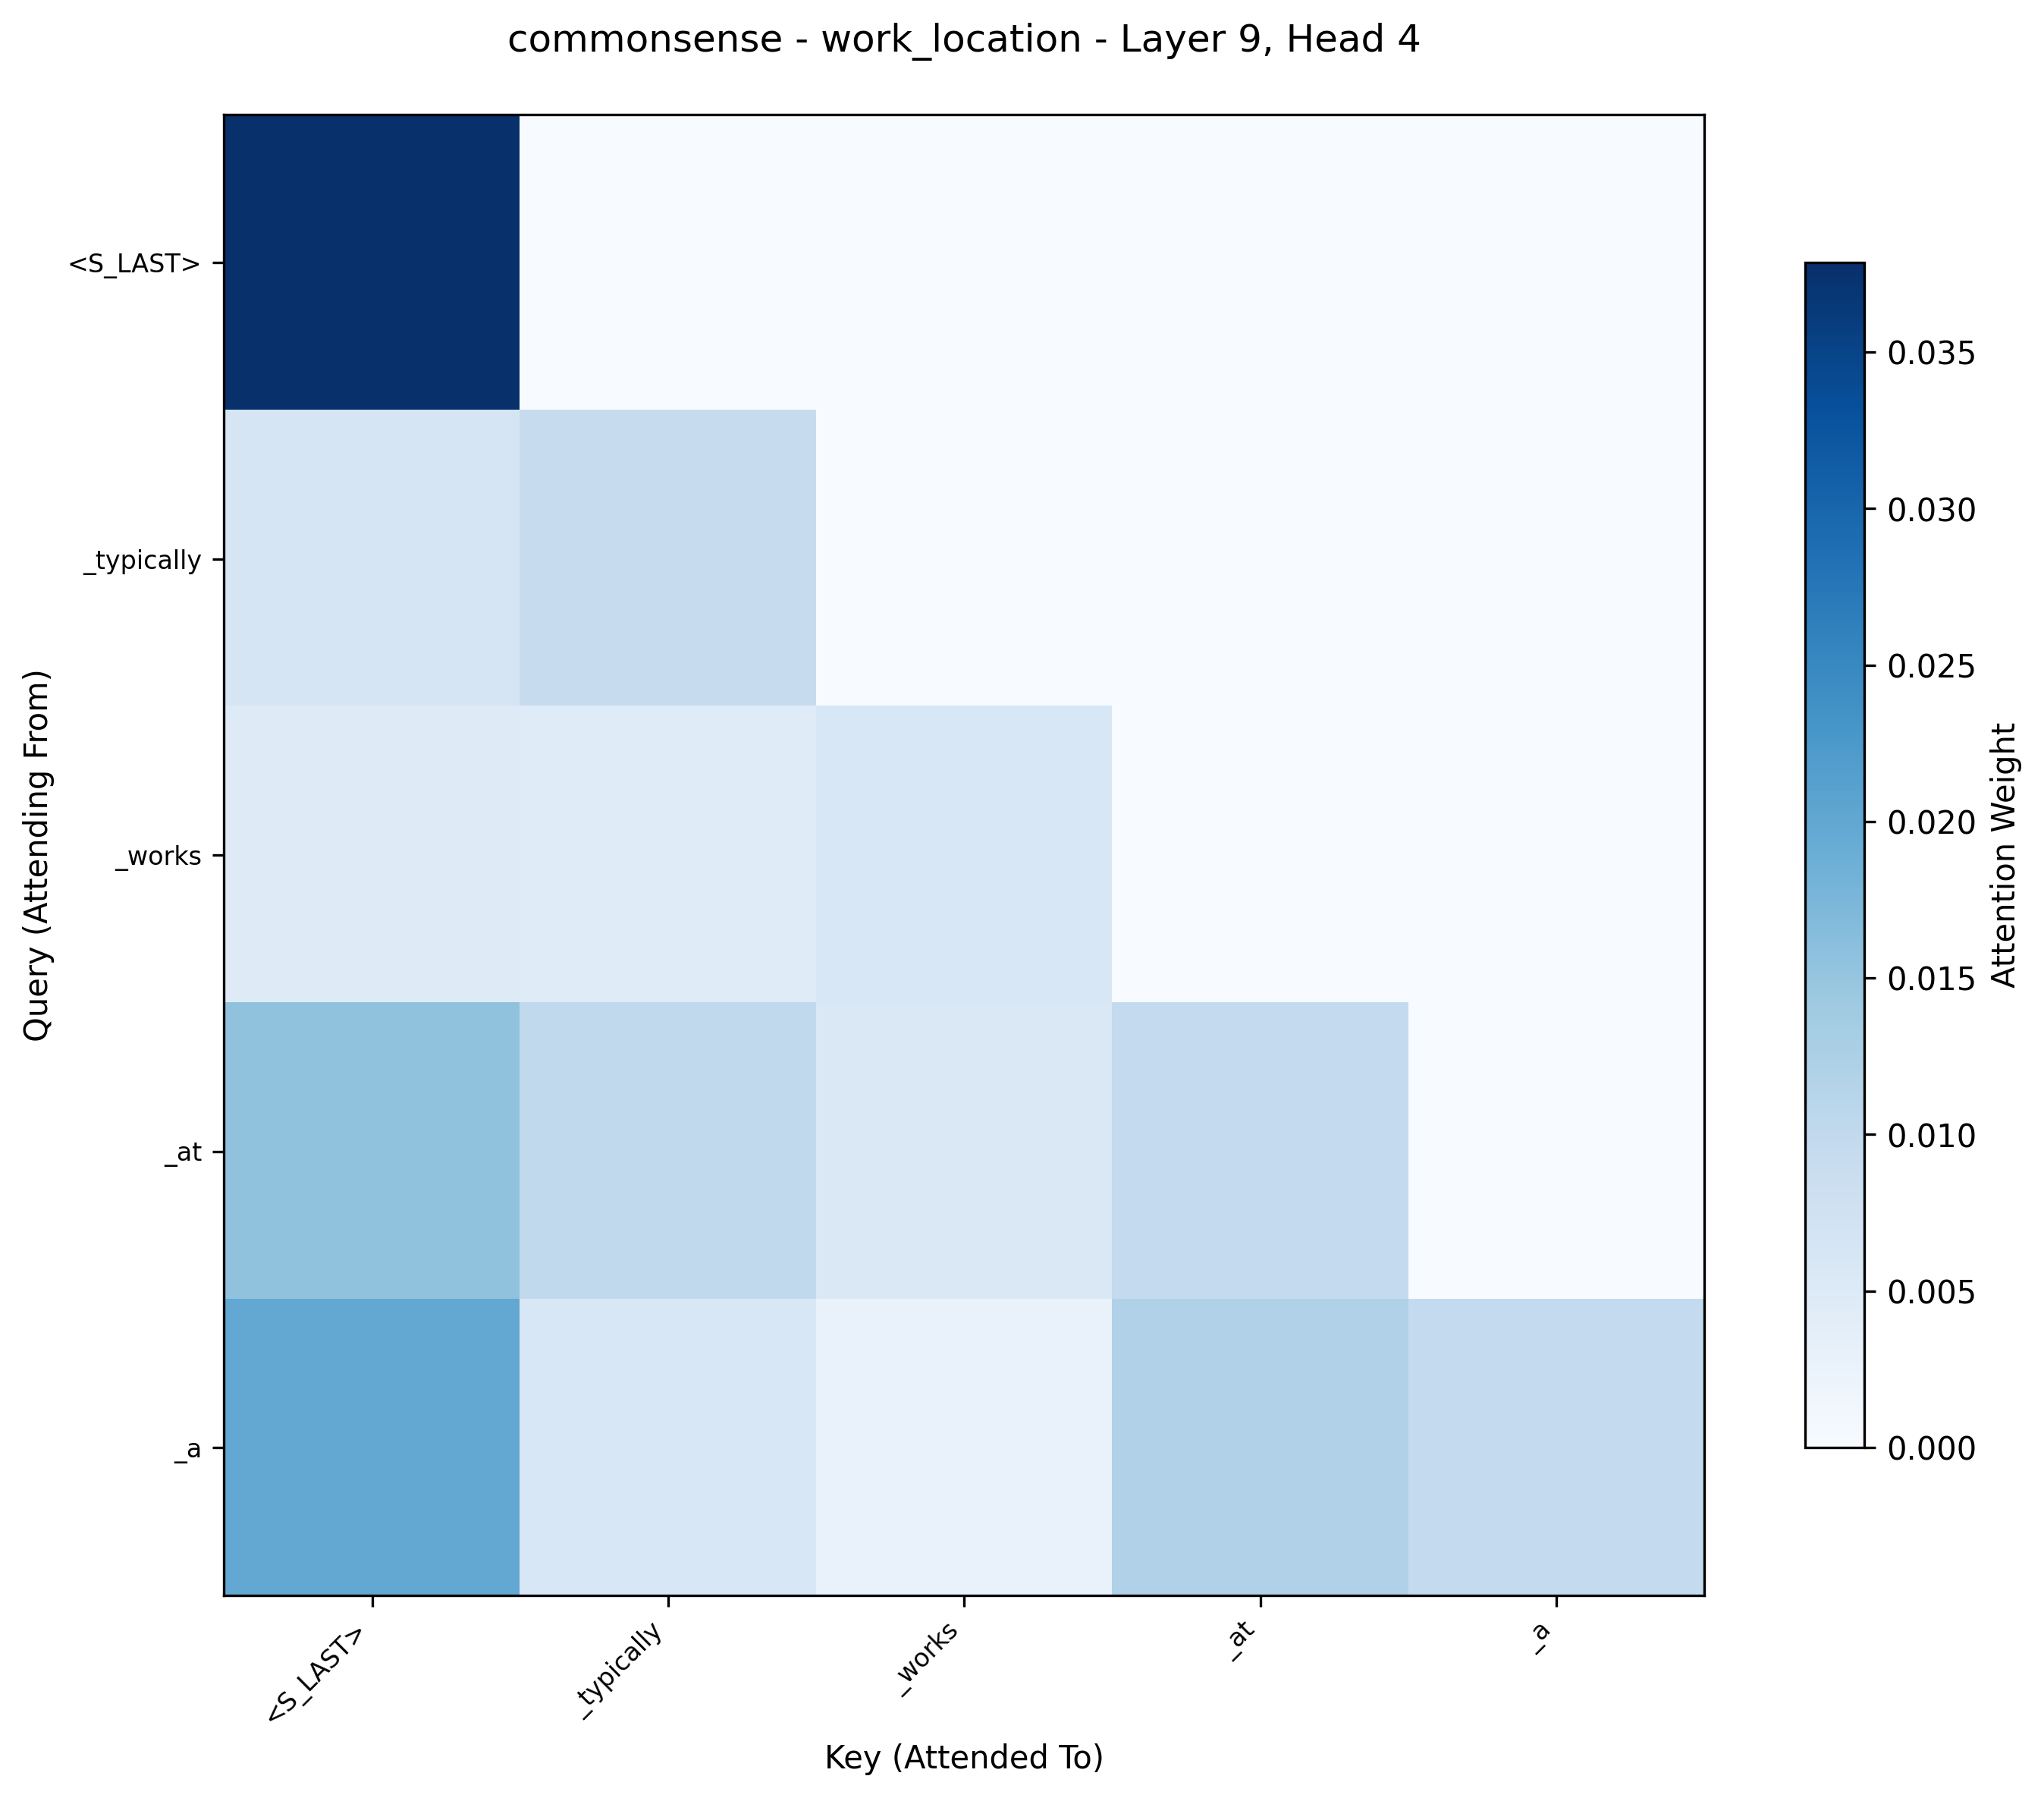 commonsense - work_location - Layer 9, Head 4
Query (Attending From)
<S_LAST>
_typically
_works
_at
_a
<S_LAST>
_typically
_works
_at
_a
Key (Attended To)
0.035
0.030
0.025
0.020
0.015
0.010
0.005
0.000
Attention Weight